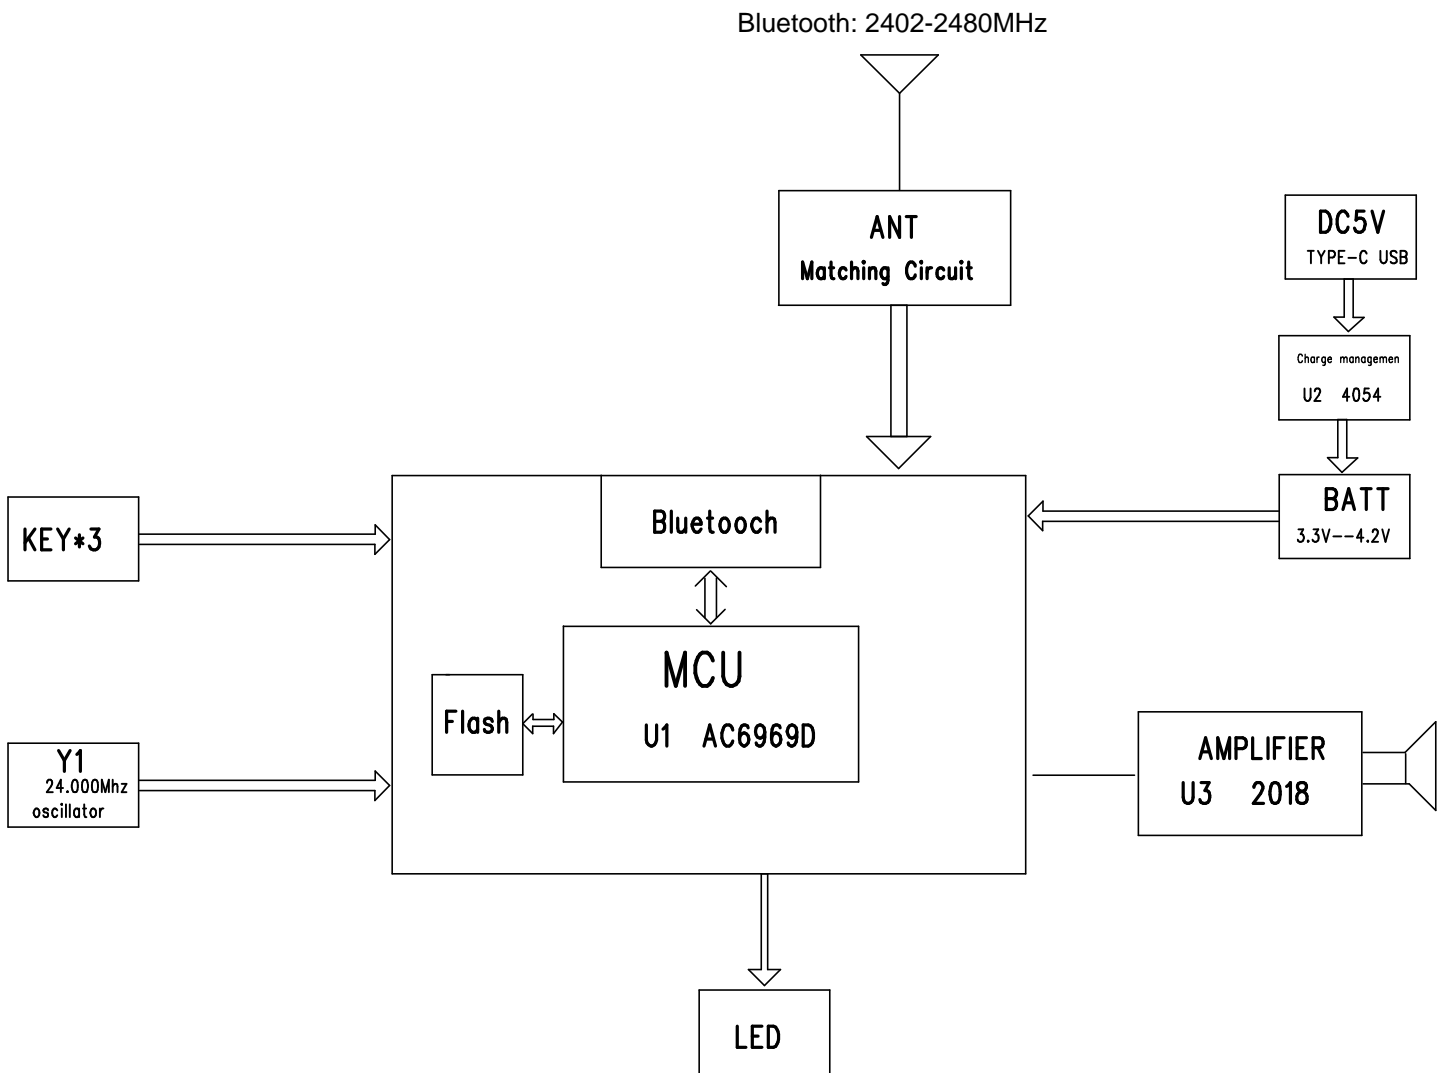 Bluetooth: 2402-2480MHz
ANT
Matching Circuit
DC5V
TYPE-C USB
Charge managemen
U2 4054
BATT
3.3V--4.2V
KEY*3
Bluetooch
MCU
U1 AC6969D
Flash
Y1
24.000Mhz
oscillator
AMPLIFIER
U3 2018
LED